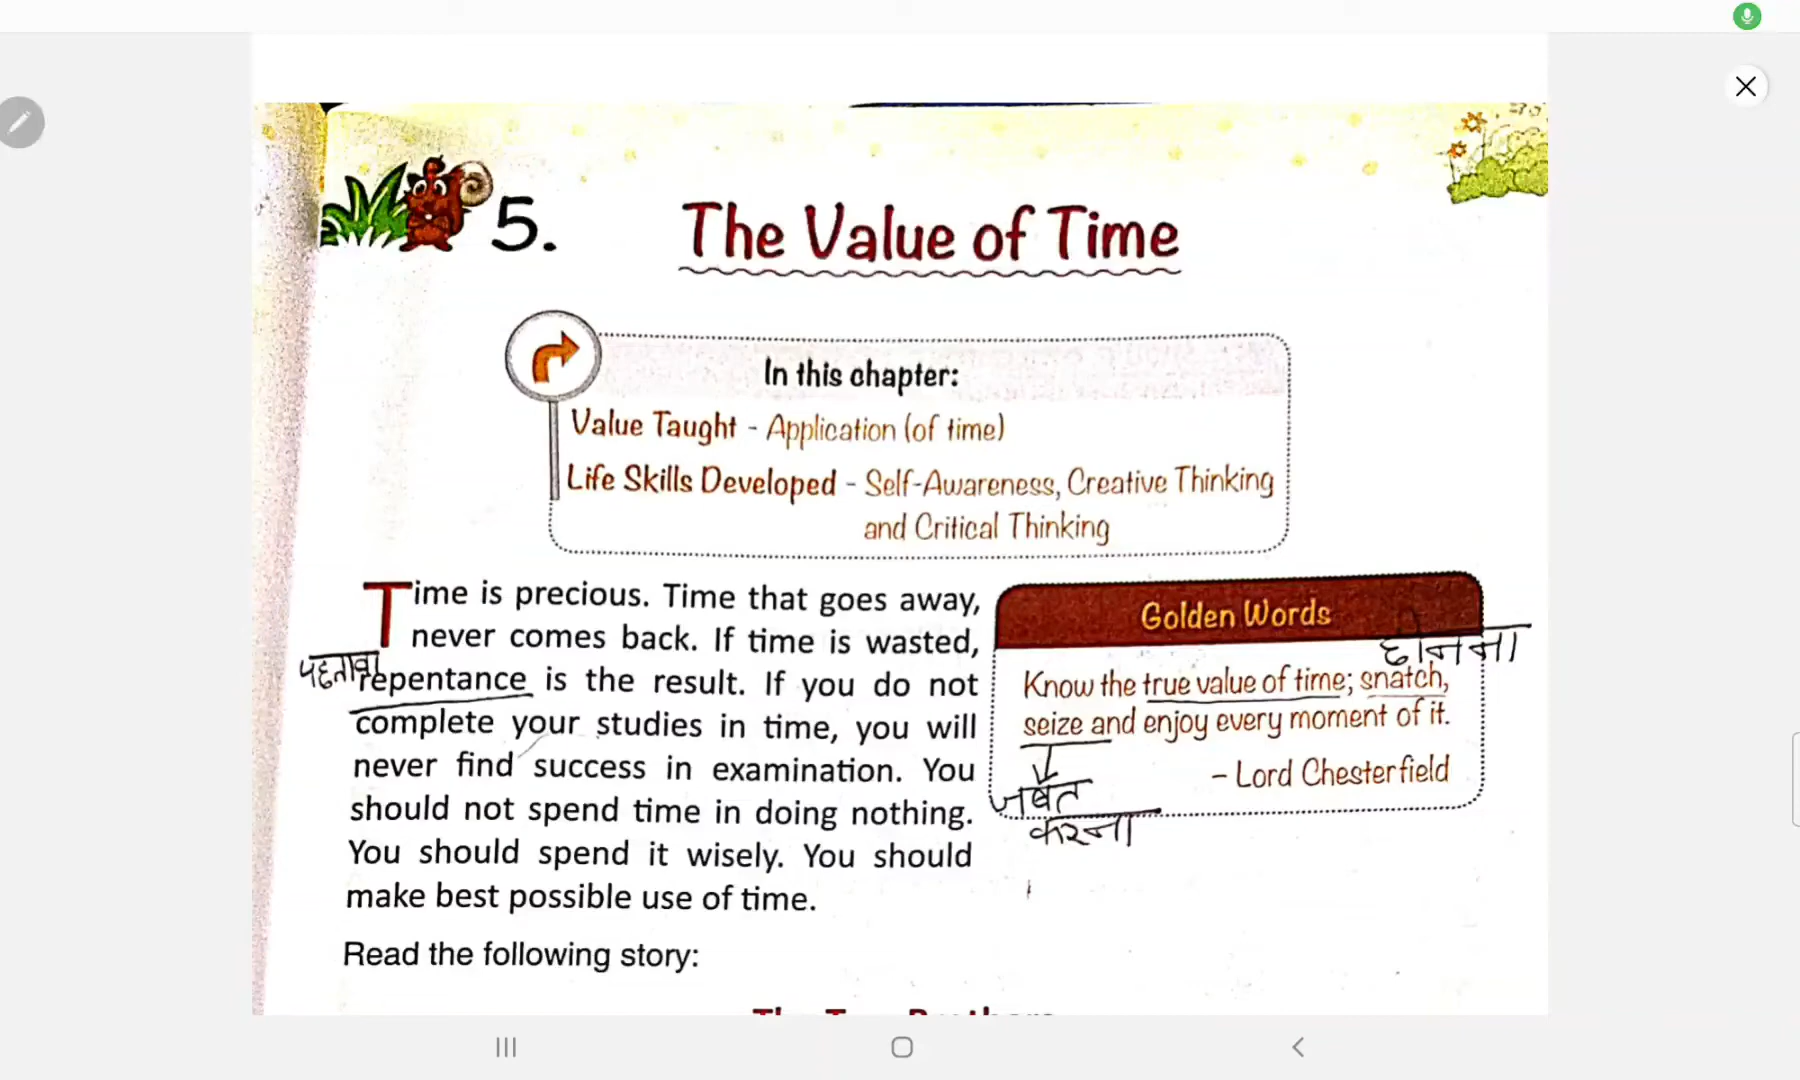 5. The Value of Time
In this chapter:
Value Taught - Application (of time)
Life Skills Developed - Self-Awareness, Creative Thinking
and Critical Thinking
Time is precious. Time that goes away,
never comes back. If time is wasted,
repentance is the result. If you do not
complete your studies in time, you will
never find success in examination. You
should not spend time in doing nothing.
You should spend it wisely. You should
make best possible use of time.
Golden Words
Know the true value of time; snatch,
seize and enjoy every moment of it.
– Lord Chesterfield
जब्त
करना
Read the following story: